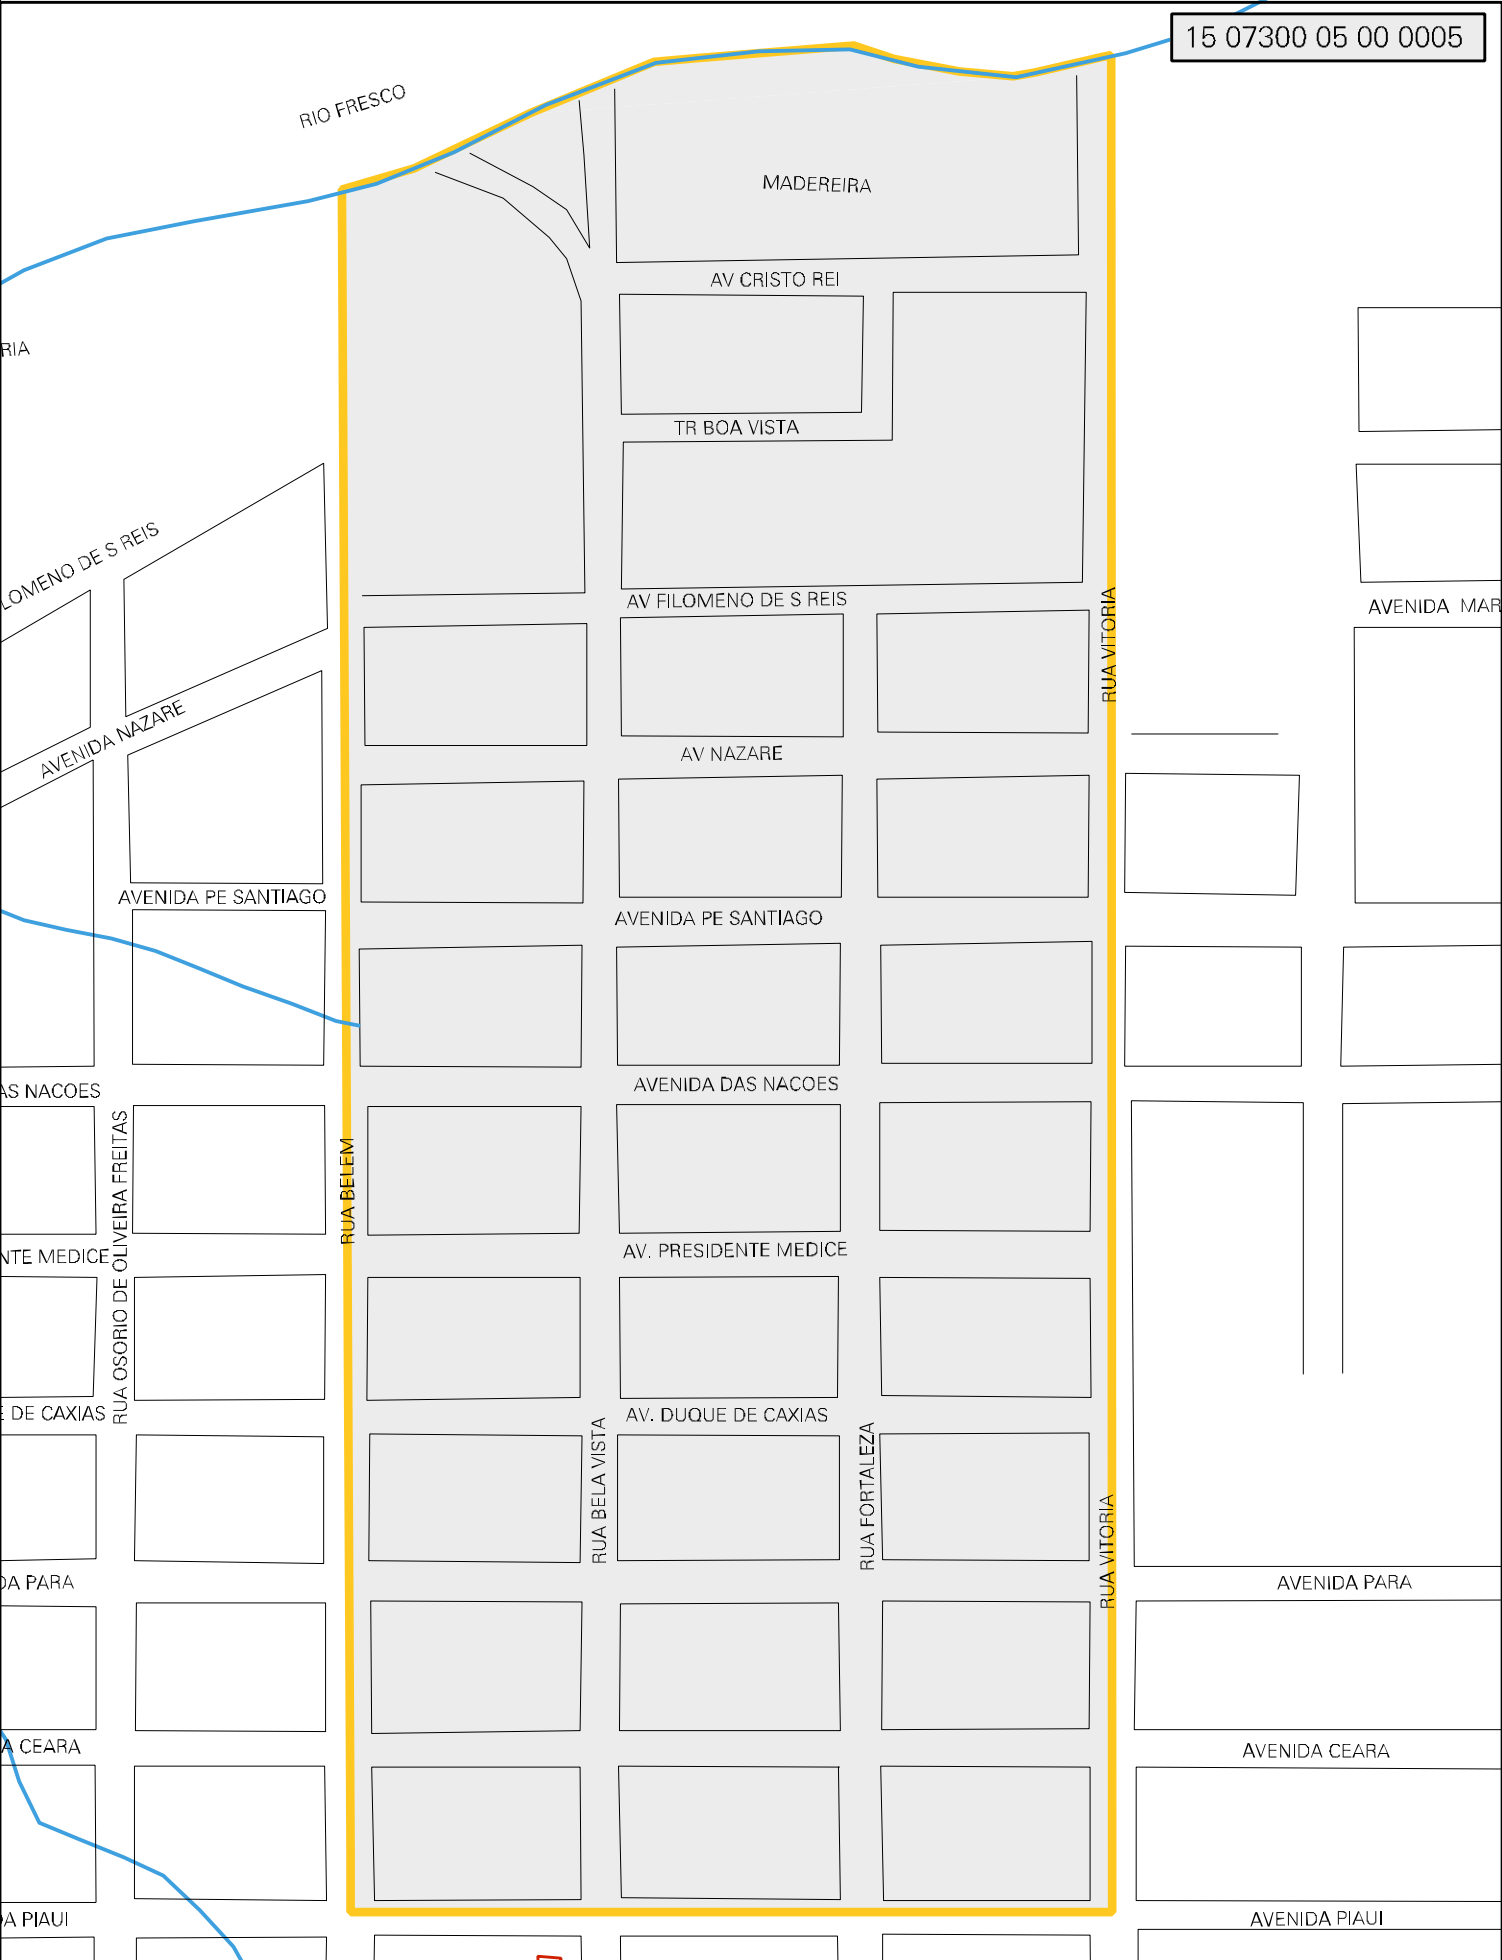 15 07300 05 00 0005
RIO FRESCO
MADEREIRA
AV CRISTO REI
RIA
TR BOA VISTA
LOMENO DE S REIS
AV FILOMENO DE S REIS
RUA VITORIA
AVENIDA MAR
AVENIDA NAZARE
AV NAZARE
AVENIDA PE SANTIAGO
AVENIDA PE SANTIAGO
AS NACOES
AVENIDA DAS NACOES
RUA OSORIO DE OLIVEIRA FREITAS
RUA BELEM
NTE MEDICE
AV. PRESIDENTE MEDICE
E DE CAXIAS
AV. DUQUE DE CAXIAS
RUA BELA VISTA
RUA FORTALEZA
RUA VITORIA
DA PARA
AVENIDA PARA
A CEARA
AVENIDA CEARA
DA PIAUI
AVENIDA PIAUI